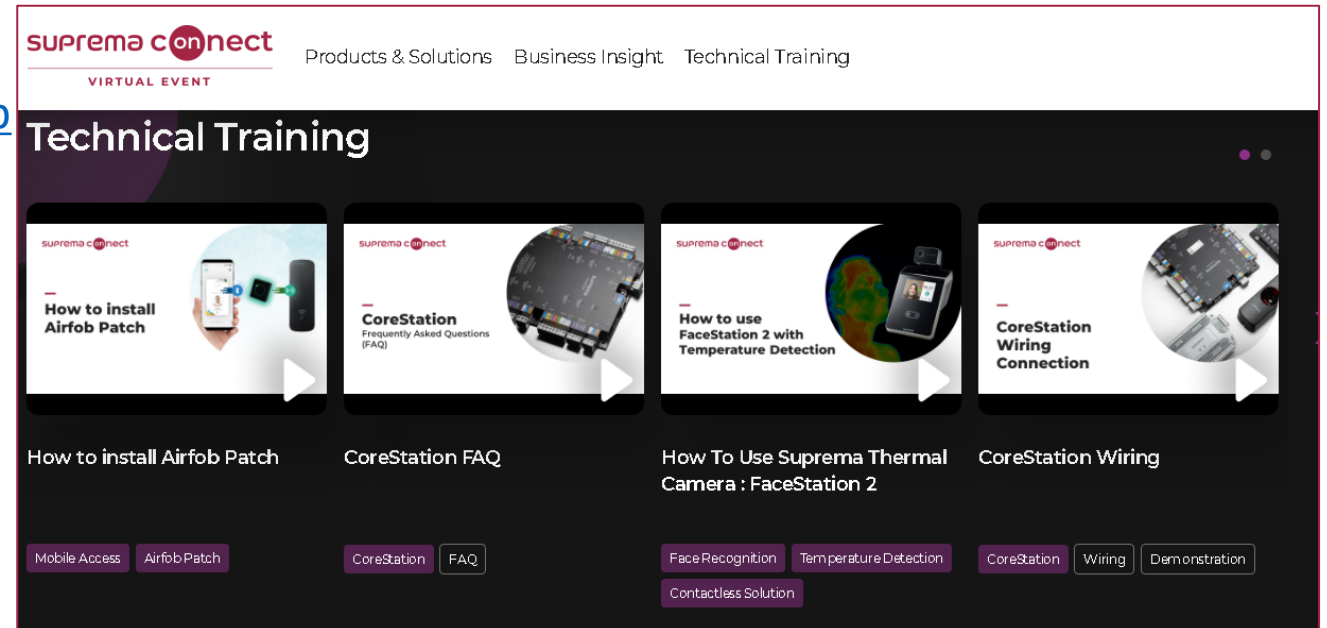 suprema connect
VIRTUAL EVENT
Products & Solutions Business Insight Technical Training
Technical Training
suprema connect
How to install
Airfob Patch
suprema connect
CoreStation
Frequently Asked Questions
(FAQ)
suprema connect
How to use
FaceStation 2 with
Temperature Detection
suprema connect
CoreStation
Wiring
Connection
How to install Airfob Patch
CoreStation FAQ
How To Use Suprema Thermal
Camera : FaceStation 2
CoreStation Wiring
Mobile Access Airfob Patch
CoreStation FAQ
Face Recognition Temperature Detection
Contactless Solution
CoreStation Wiring Demonstration